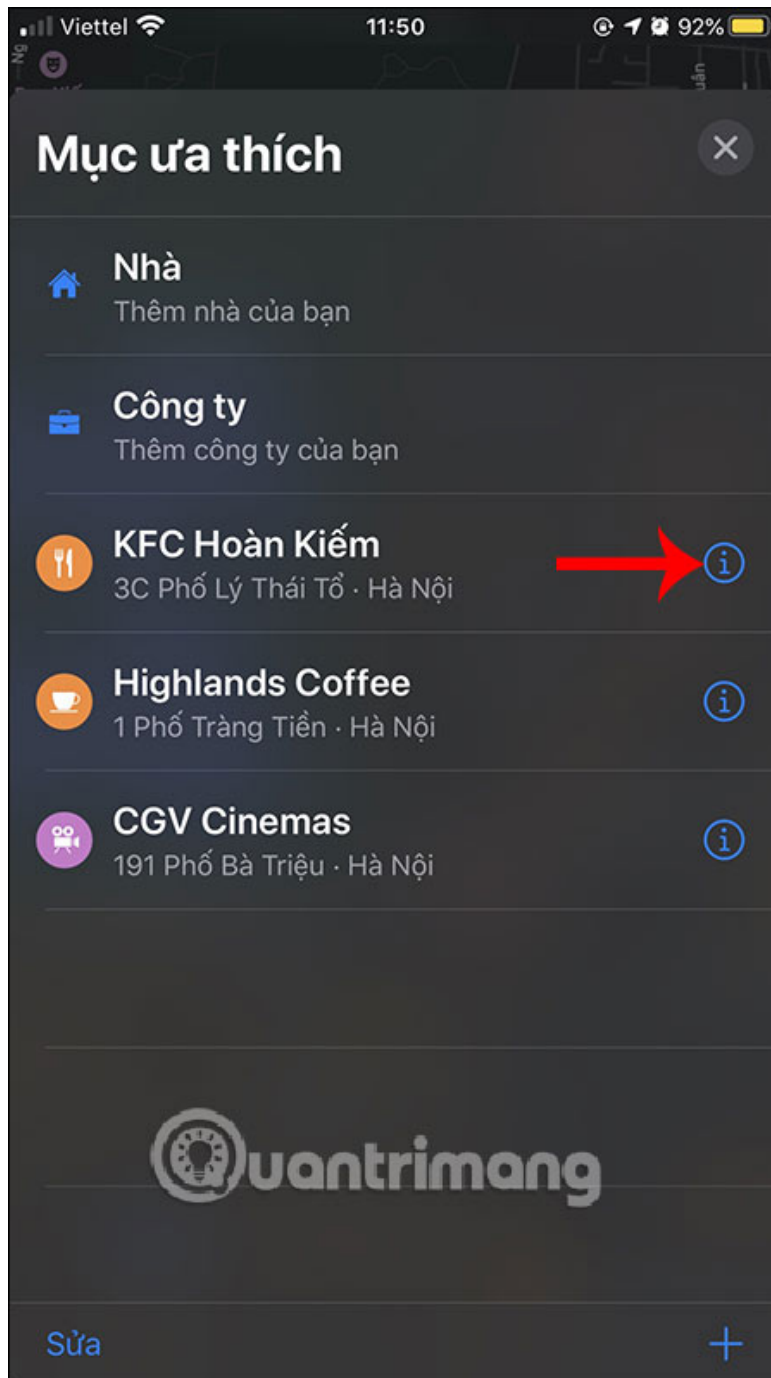 Viettel 11:50 92%
Mục ưa thích
Nhà
Thêm nhà của bạn
Công ty
Thêm công ty của bạn
KFC Hoàn Kiếm
3C Phố Lý Thái Tổ · Hà Nội
Highlands Coffee
1 Phố Tràng Tiền · Hà Nội
CGV Cinemas
191 Phố Bà Triệu · Hà Nội
Quantrimang
Sửa